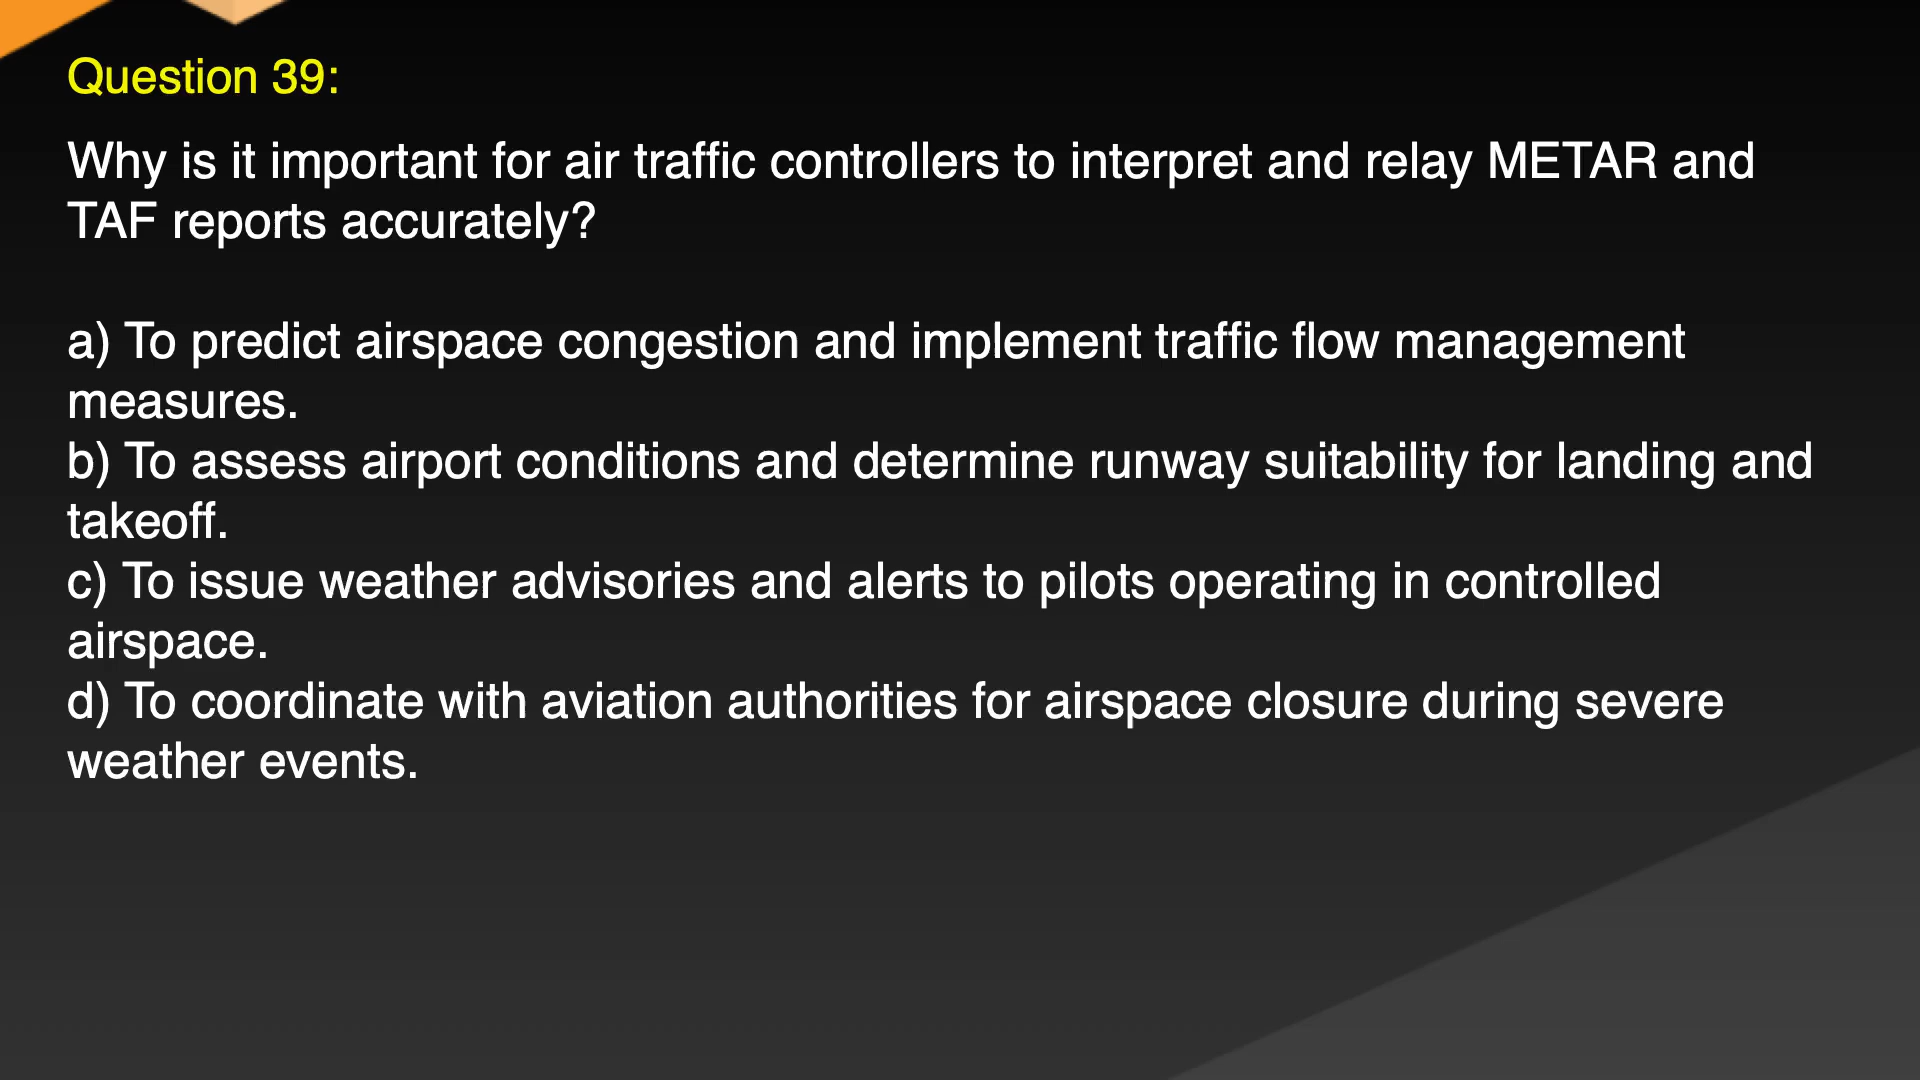 Question 39:
Why is it important for air traffic controllers to interpret and relay METAR and
TAF reports accurately?
a) To predict airspace congestion and implement traffic flow management
measures.
b) To assess airport conditions and determine runway suitability for landing and
takeoff.
c) To issue weather advisories and alerts to pilots operating in controlled
airspace.
d) To coordinate with aviation authorities for airspace closure during severe
weather events.